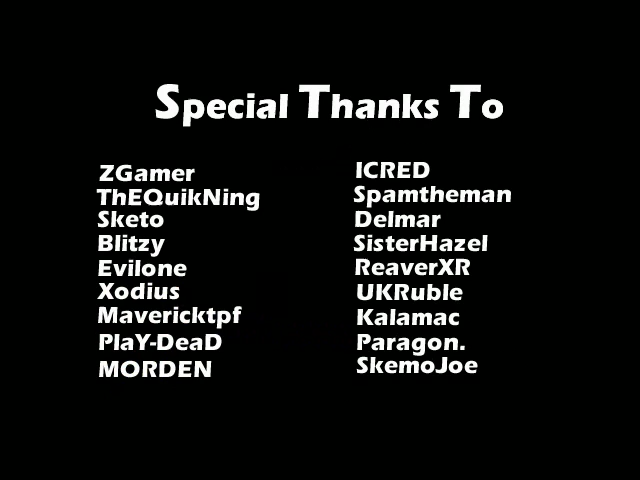 Special Thanks To
ZGamer
ThEQuikNing
Sketo
Blitzy
Evilone
Xodius
Mavericktpf
PlaY-DeaD
MORDEN
ICRED
Spamtheman
Delmar
SisterHazel
ReaverXR
UKRuble
Kalamac
Paragon.
SkemoJoe